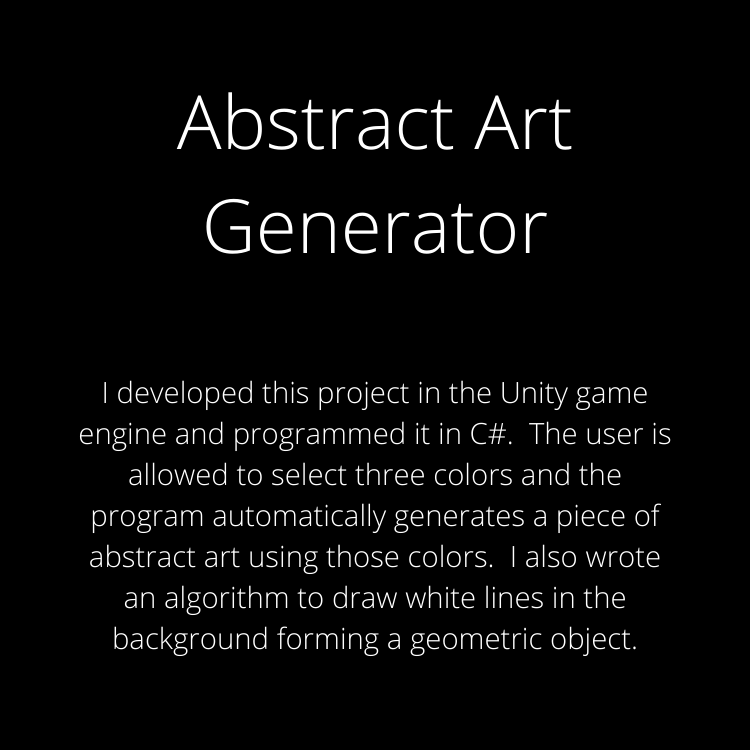 Abstract Art
Generator
I developed this project in the Unity game
engine and programmed it in C#.  The user is
allowed to select three colors and the
program automatically generates a piece of
abstract art using those colors.  I also wrote
an algorithm to draw white lines in the
background forming a geometric object.